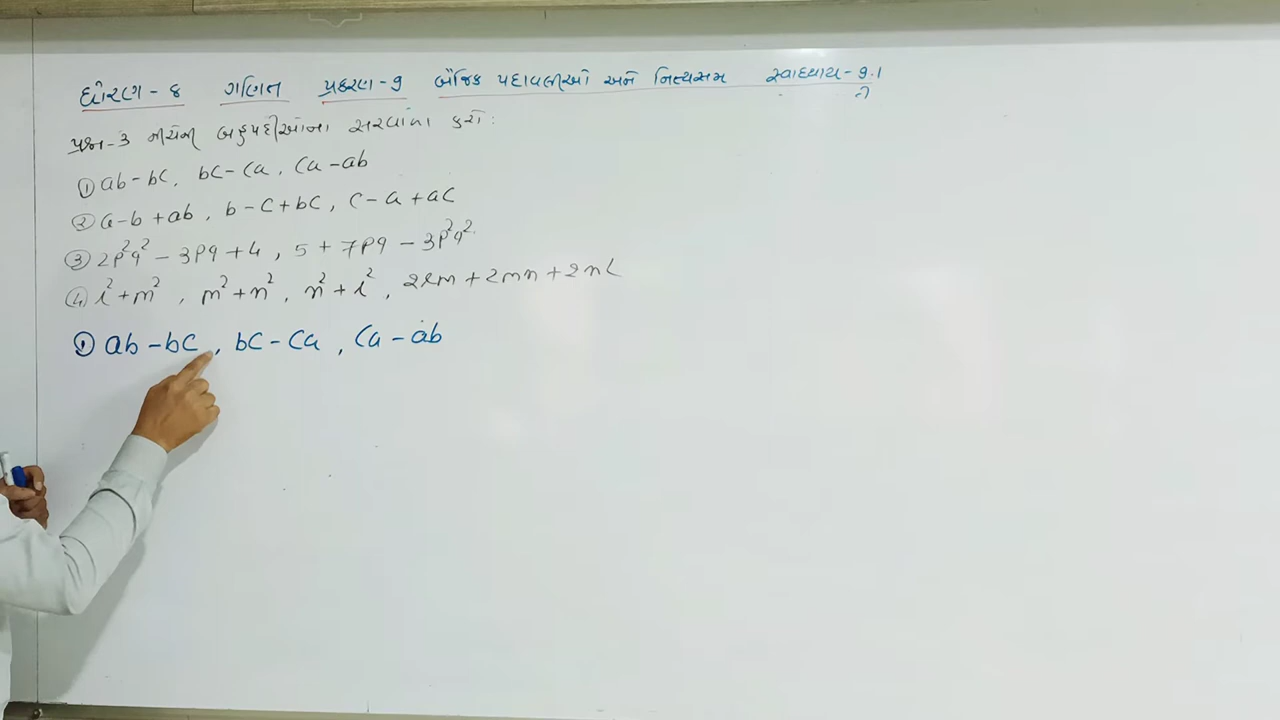 ધોરણ - ૮ ગણિત પ્રકરણ - 9 બૈજિક પદાવલીઓ અને નિત્યસમ સ્વાધ્યાય - 9.1
પ્રશ્ન-3 નીચેની બહુપદીઓના સરવાળા કરો:
① ab - bc, bc - ca, ca - ab
② a - b + ab, b - c + bc, c - a + ac
③ 2p²q² - 3pq + 4, 5 + 7pq - 3p²q²
④ l² + m², m² + n², n² + l², 2lm + 2mn + 2nl
① ab - bc, bc - ca, ca - ab